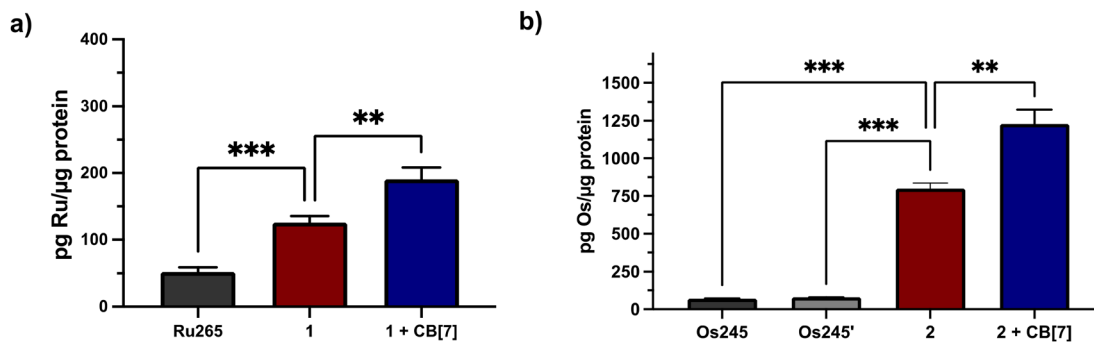 a)
pg Ru/µg protein
400
300
200
100
0
***
**
Ru265
1
1 + CB[7]
b)
pg Os/µg protein
1500
1250
1000
750
500
250
0
***
**
***
Os245
Os245'
2
2 + CB[7]